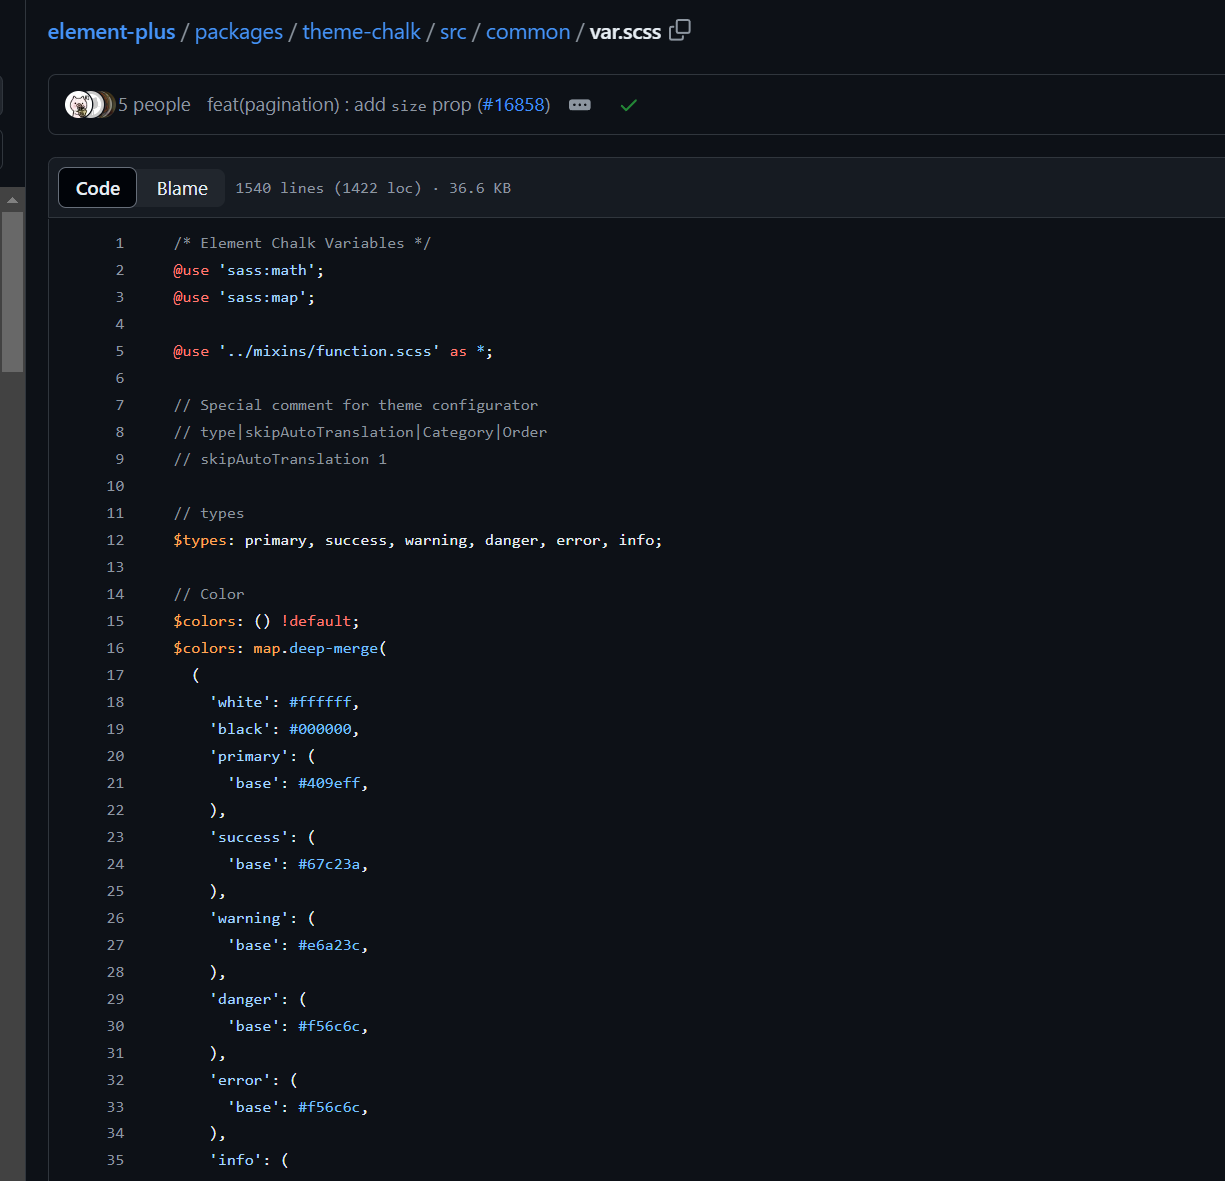 element-plus / packages / theme-chalk / src / common / var.scss
5 people feat(pagination) : add size prop (#16858)
Code Blame 1540 lines (1422 loc) · 36.6 KB
1 /* Element Chalk Variables */
2 @use 'sass:math';
3 @use 'sass:map';
4
5 @use '../mixins/function.scss' as *;
6
7 // Special comment for theme configurator
8 // type|skipAutoTranslation|Category|Order
9 // skipAutoTranslation 1
10
11 // types
12 $types: primary, success, warning, danger, error, info;
13
14 // Color
15 $colors: () !default;
16 $colors: map.deep-merge(
17 (
18 'white': #ffffff,
19 'black': #000000,
20 'primary': (
21 'base': #409eff,
22 ),
23 'success': (
24 'base': #67c23a,
25 ),
26 'warning': (
27 'base': #e6a23c,
28 ),
29 'danger': (
30 'base': #f56c6c,
31 ),
32 'error': (
33 'base': #f56c6c,
34 ),
35 'info': (